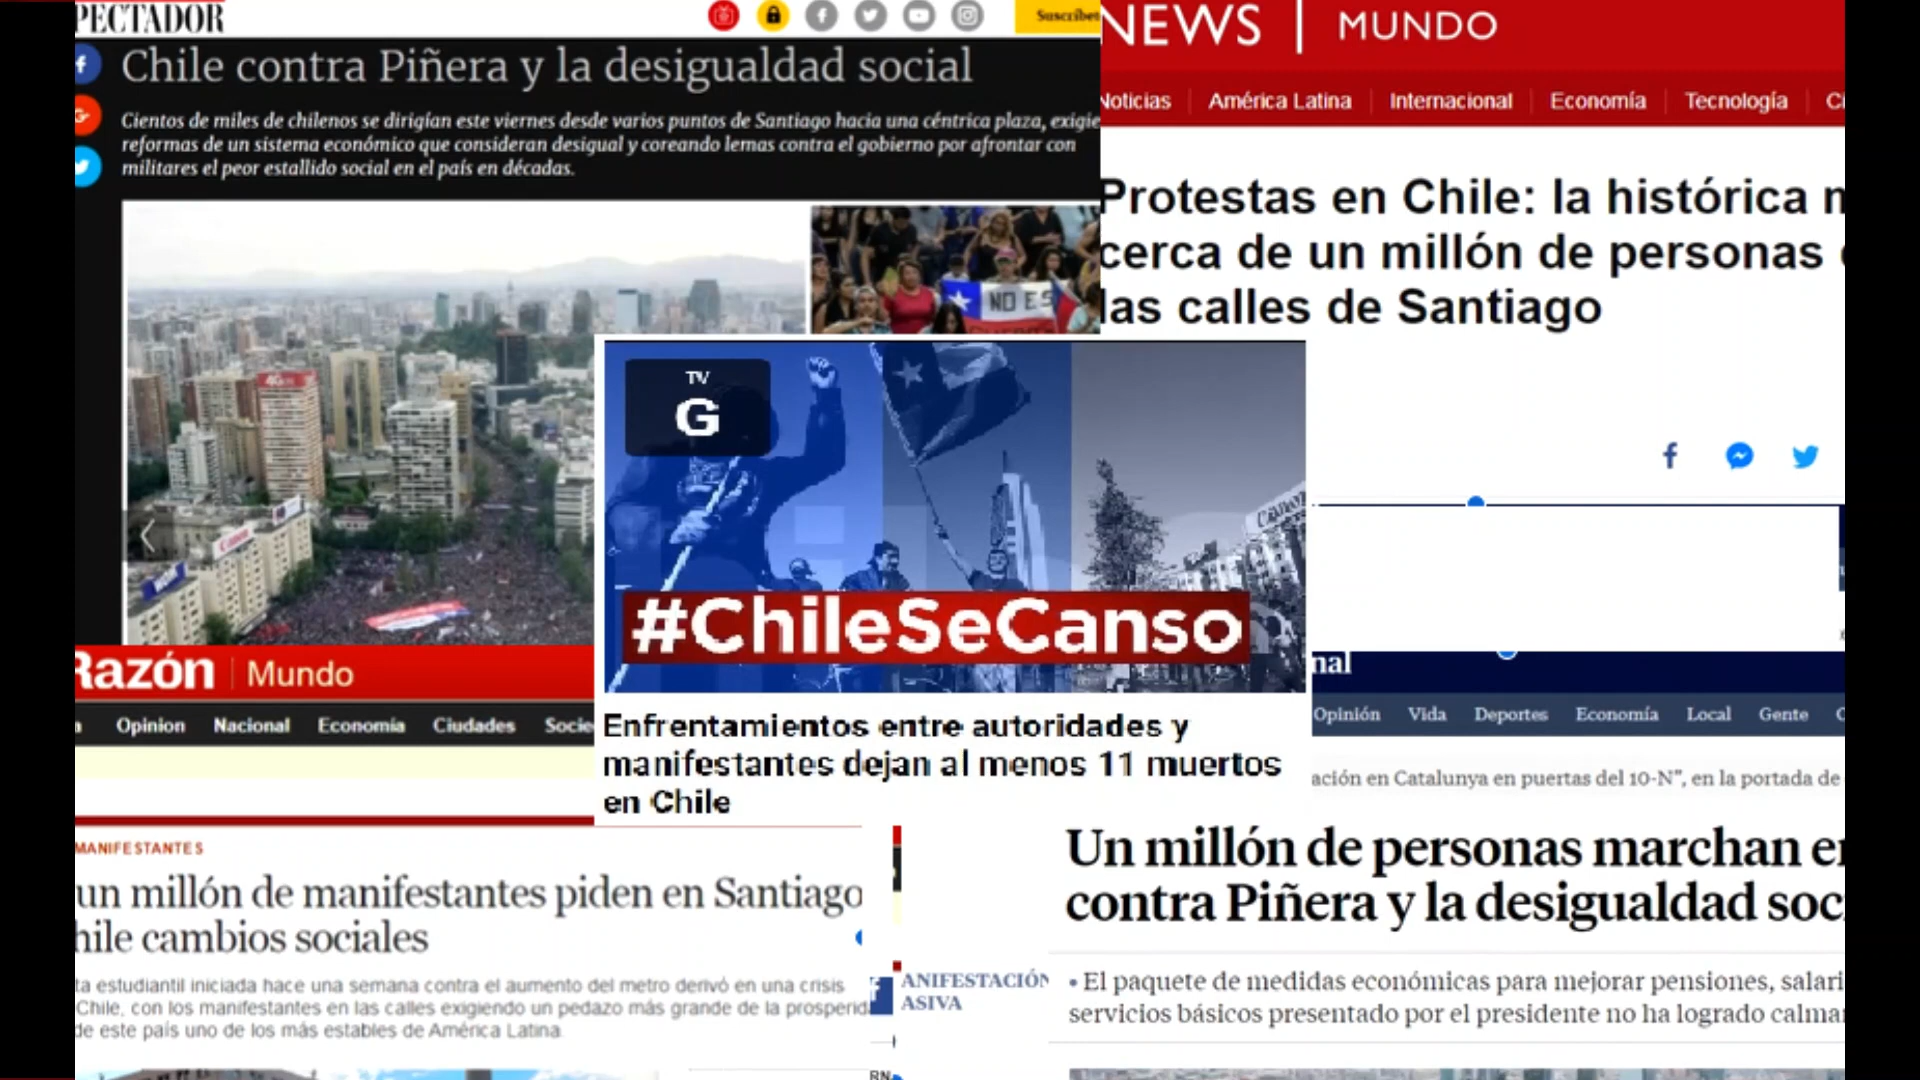 PECTADOR
Suscríbet
Chile contra Piñera y la desigualdad social
Cientos de miles de chilenos se dirigían este viernes desde varios puntos de Santiago hacia una céntrica plaza, exigie
reformas de un sistema económico que consideran desigual y coreando lemas contra el gobierno por afrontar con
militares el peor estallido social en el país en décadas.
NO ES
4G
Canon
NEWS | MUNDO
Noticias América Latina Internacional Economía Tecnología Ci
Protestas en Chile: la histórica m
cerca de un millón de personas
las calles de Santiago
TV
G
#ChileSeCanso
Enfrentamientos entre autoridades y
manifestantes dejan al menos 11 muertos
en Chile
Razón | Mundo
Opinion Nacional Economía Ciudades Socie
MANIFESTANTES
un millón de manifestantes piden en Santiago
hile cambios sociales
ta estudiantil iniciada hace una semana contra el aumento del metro derivó en una crisis
Chile, con los manifestantes en las calles exigiendo un pedazo más grande de la prosperid
de este país uno de los más estables de América Latina.
nal
Opinión Vida Deportes Economía Local Gente
ación en Catalunya en puertas del 10-N", en la portada de
Un millón de personas marchan en
contra Piñera y la desigualdad soc
ANIFESTACIÓN
ASIVA
• El paquete de medidas económicas para mejorar pensiones, salari
servicios básicos presentado por el presidente no ha logrado calma
RN